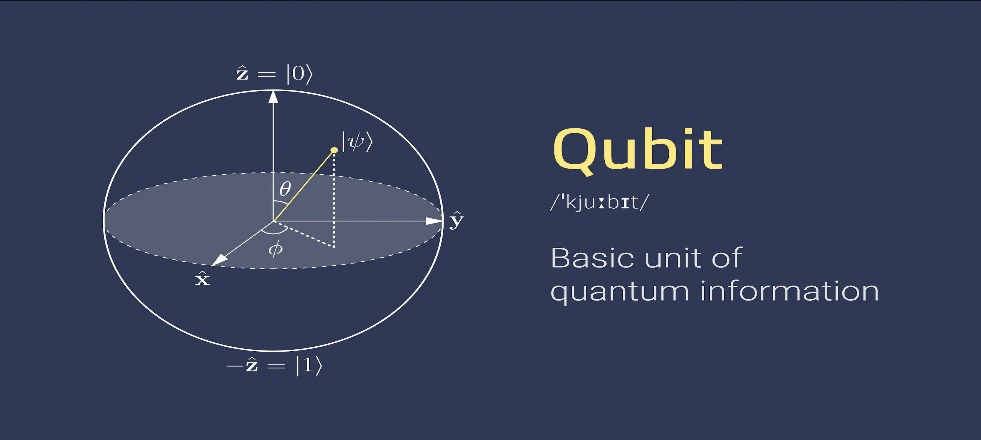 ẑ = |0⟩
|ψ⟩
θ
ŷ
ϕ
x̂
−ẑ = |1⟩
Qubit
/ˈkjuːbɪt/
Basic unit of
quantum information